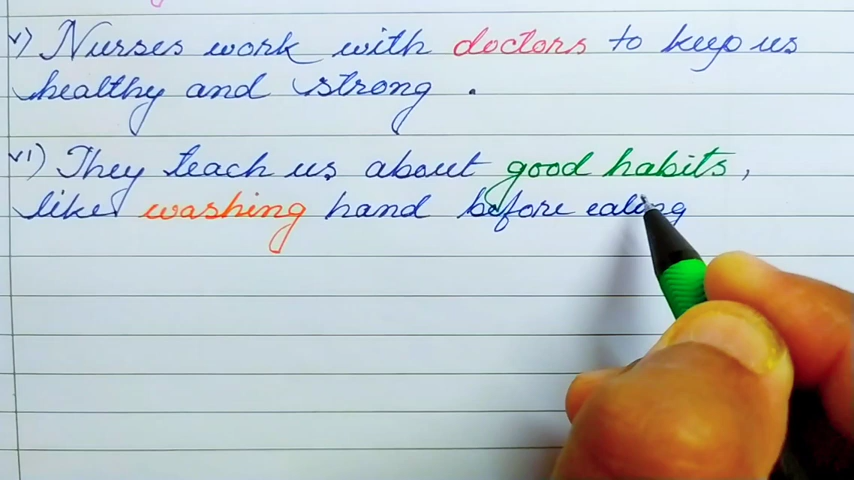 v) Nurses work with doctors to keep us
healthy and strong .
vi) They teach us about good habits,
like washing hand before eating